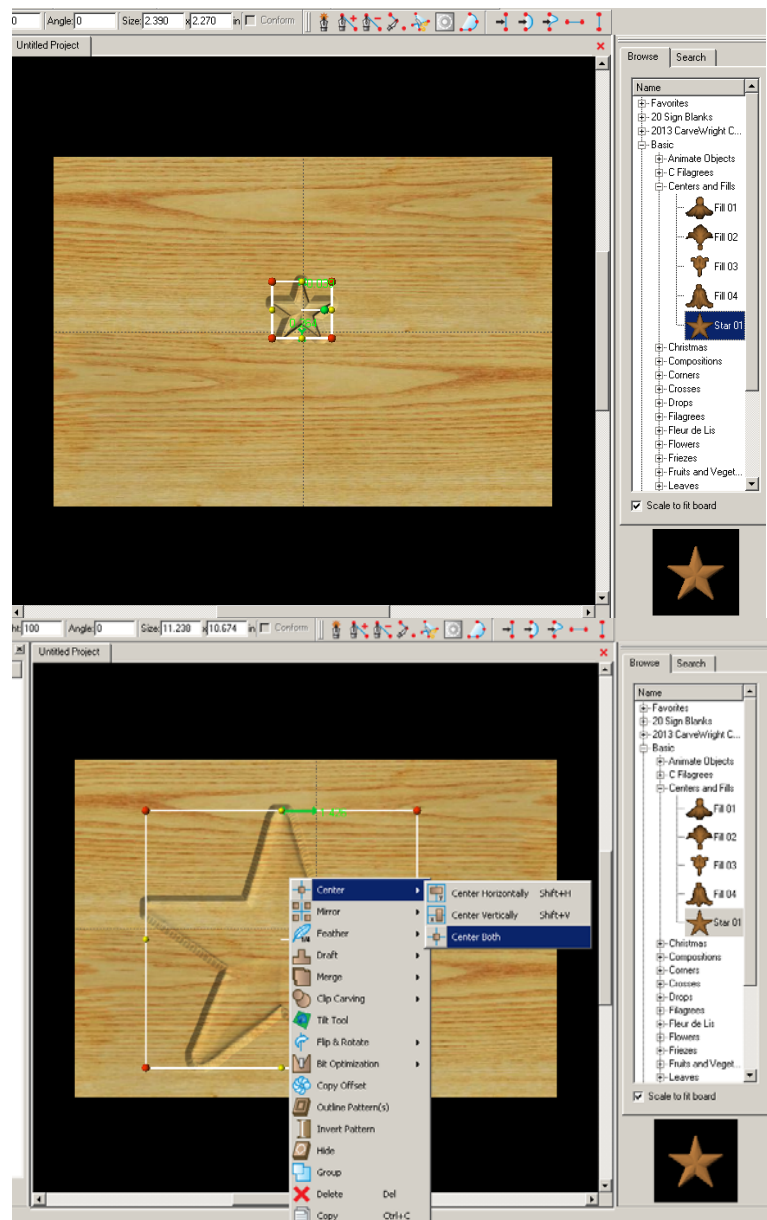 0 Angle: 0 Size: 2.390 x 2.270 in Conform
Untitled Project
Browse Search
Name
Favorites
20 Sign Blanks
2013 CarveWright C...
Basic
Animate Objects
C Filagrees
Centers and Fills
Fill 01
Fill 02
Fill 03
Fill 04
Star 01
Christmas
Compositions
Corners
Crosses
Drops
Filagrees
Fleur de Lis
Flowers
Friezes
Fruits and Veget...
Leaves
Scale to fit board
ht: 100 Angle: 0 Size: 11.238 x 10.674 in Conform
Untitled Project
Browse Search
Name
Favorites
20 Sign Blanks
2013 CarveWright C...
Basic
Animate Objects
C Filagrees
Centers and Fills
Fill 01
Fill 02
Fill 03
Fill 04
Star 01
Christmas
Compositions
Corners
Crosses
Drops
Filagrees
Fleur de Lis
Flowers
Friezes
Fruits and Veget...
Leaves
Scale to fit board
Center
Mirror
Feather
Draft
Merge
Clip Carving
Tilt Tool
Flip & Rotate
Bit Optimization
Copy Offset
Outline Pattern(s)
Invert Pattern
Hide
Group
Delete Del
Copy Ctrl+C
Center Horizontally Shift+H
Center Vertically Shift+V
Center Both